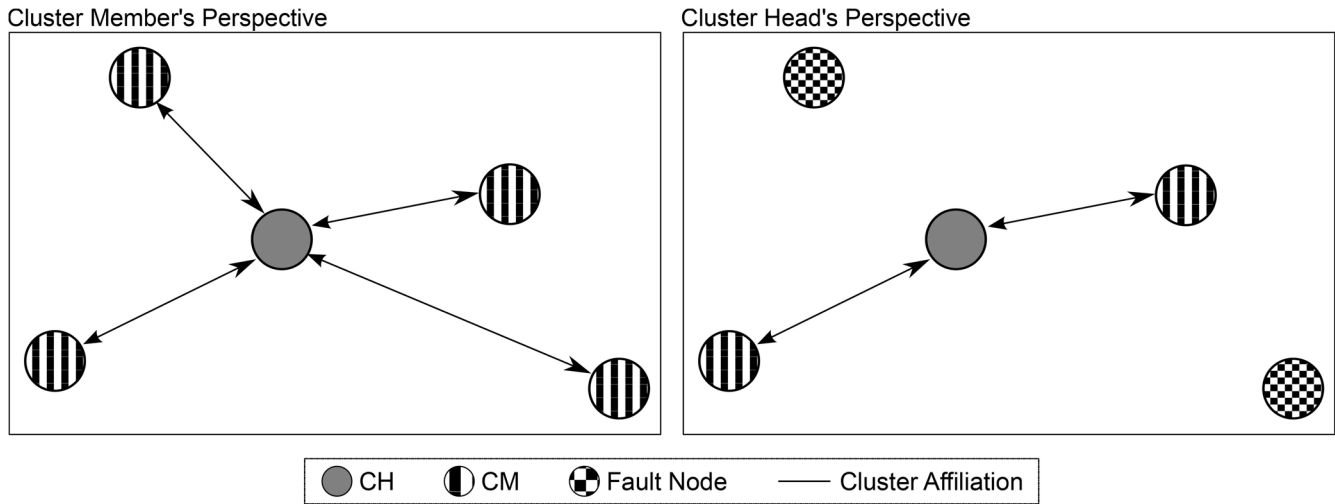 Cluster Member's Perspective
Cluster Head's Perspective
CH CM Fault Node Cluster Affiliation